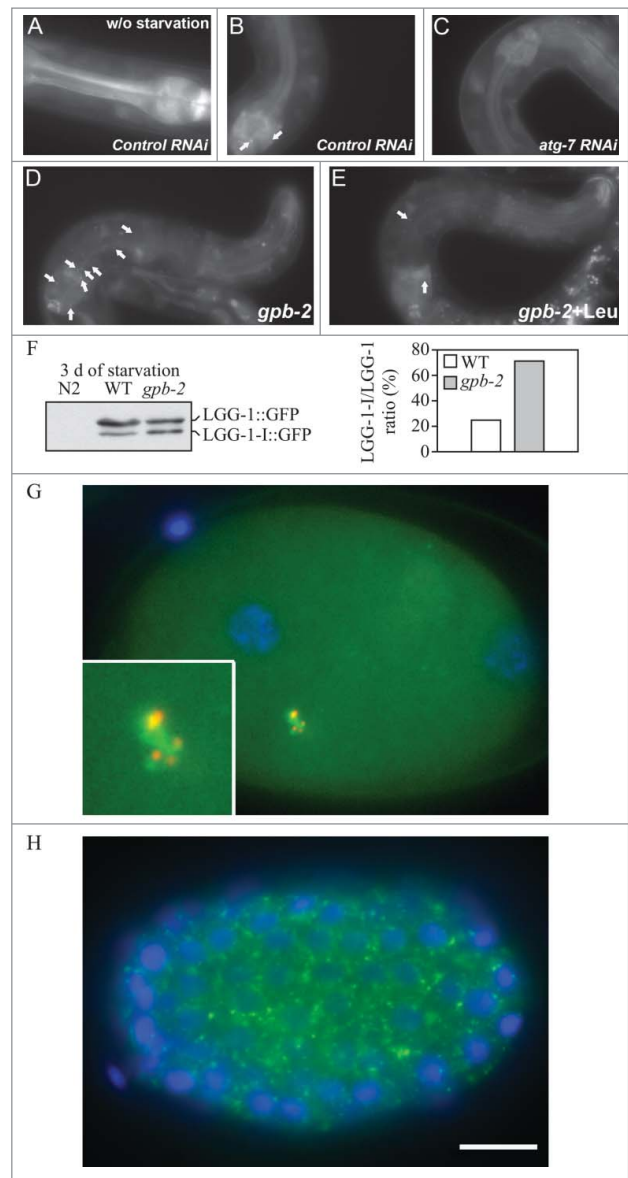 A
w/o starvation
Control RNAi
B
Control RNAi
C
atg-7 RNAi
D
gpb-2
E
gpb-2+Leu
F
3 d of starvation
N2 WT gpb-2
LGG-1::GFP
LGG-1-I::GFP
LGG-1-I/LGG-1
ratio (%)
80
60
40
20
0
WT
gpb-2
G
H